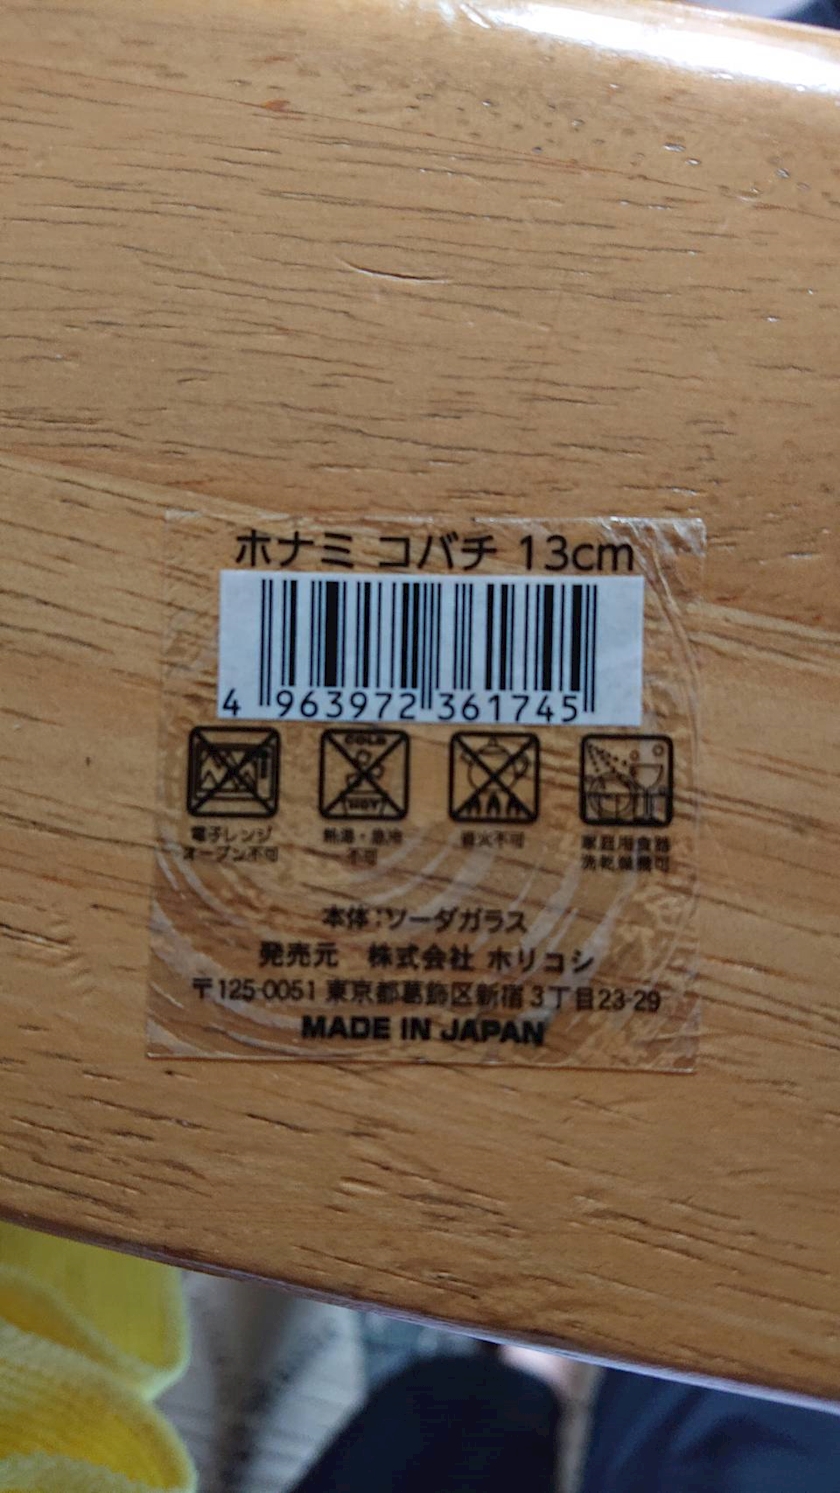 ホナミ コバチ 13cm
4 963972 361745
COLD
HOT
電子レンジ
オーブン不可
熱湯・急冷
不可
直火不可
家庭用食器
洗乾燥機可
本体：ソーダガラス
発売元 株式会社 ホリコシ
〒125-0051 東京都葛飾区新宿3丁目23-29
MADE IN JAPAN